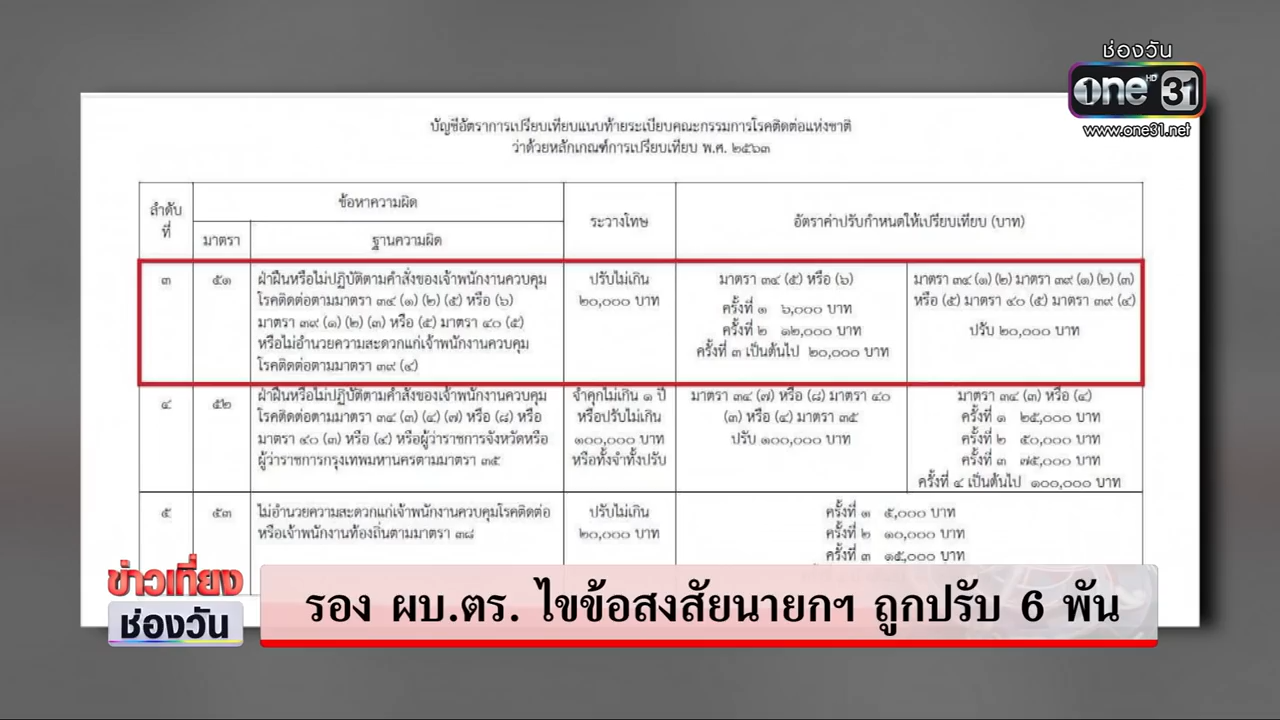 ช่องวัน
one HD 31
www.one31.net
บัญชีอัตราการเปรียบเทียบแนบท้ายระเบียบคณะกรรมการโรคติดต่อแห่งชาติ
ว่าด้วยหลักเกณฑ์การเปรียบเทียบ พ.ศ. ๒๕๖๓
ลำดับ
ที่
ข้อหาความผิด
มาตรา
ฐานความผิด
ระวางโทษ
อัตราค่าปรับกำหนดให้เปรียบเทียบ (บาท)
๓
๕๑
ฝ่าฝืนหรือไม่ปฏิบัติตามคำสั่งของเจ้าพนักงานควบคุม
โรคติดต่อตามมาตรา ๓๔ (๑) (๒) (๕) หรือ (๖)
มาตรา ๓๙ (๑) (๒) (๓) หรือ (๕) มาตรา ๔๐ (๕)
หรือไม่อำนวยความสะดวกแก่เจ้าพนักงานควบคุม
โรคติดต่อตามมาตรา ๓๙ (๔)
ปรับไม่เกิน
๒๐,๐๐๐ บาท
มาตรา ๓๔ (๕) หรือ (๖)
ครั้งที่ ๑ ๖,๐๐๐ บาท
ครั้งที่ ๒ ๑๒,๐๐๐ บาท
ครั้งที่ ๓ เป็นต้นไป ๒๐,๐๐๐ บาท
มาตรา ๓๔ (๑) (๒) มาตรา ๓๙ (๑) (๒) (๓)
หรือ (๕) มาตรา ๔๐ (๕) มาตรา ๓๙ (๔)
ปรับ ๒๐,๐๐๐ บาท
๔
๕๒
ฝ่าฝืนหรือไม่ปฏิบัติตามคำสั่งของเจ้าพนักงานควบคุม
โรคติดต่อตามมาตรา ๓๔ (๓) (๔) (๗) หรือ (๘) หรือ
มาตรา ๔๐ (๓) หรือ (๔) หรือผู้ว่าราชการจังหวัดหรือ
ผู้ว่าราชการกรุงเทพมหานครตามมาตรา ๓๕
จำคุกไม่เกิน ๑ ปี
หรือปรับไม่เกิน
๑๐๐,๐๐๐ บาท
หรือทั้งจำทั้งปรับ
มาตรา ๓๔ (๗) หรือ (๘) มาตรา ๔๐
(๓) หรือ (๔) มาตรา ๓๕
ปรับ ๑๐๐,๐๐๐ บาท
มาตรา ๓๔ (๓) หรือ (๔)
ครั้งที่ ๑ ๒๕,๐๐๐ บาท
ครั้งที่ ๒ ๕๐,๐๐๐ บาท
ครั้งที่ ๓ ๗๕,๐๐๐ บาท
ครั้งที่ ๔ เป็นต้นไป ๑๐๐,๐๐๐ บาท
๕
๕๓
ไม่อำนวยความสะดวกแก่เจ้าพนักงานควบคุมโรคติดต่อ
หรือเจ้าพนักงานท้องถิ่นตามมาตรา ๓๘
ปรับไม่เกิน
๒๐,๐๐๐ บาท
ครั้งที่ ๑ ๕,๐๐๐ บาท
ครั้งที่ ๒ ๑๐,๐๐๐ บาท
ครั้งที่ ๓ ๑๕,๐๐๐ บาท
ข่าวเที่ยง
ช่องวัน
รอง ผบ.ตร. ไขข้อสงสัยนายกฯ ถูกปรับ 6 พัน